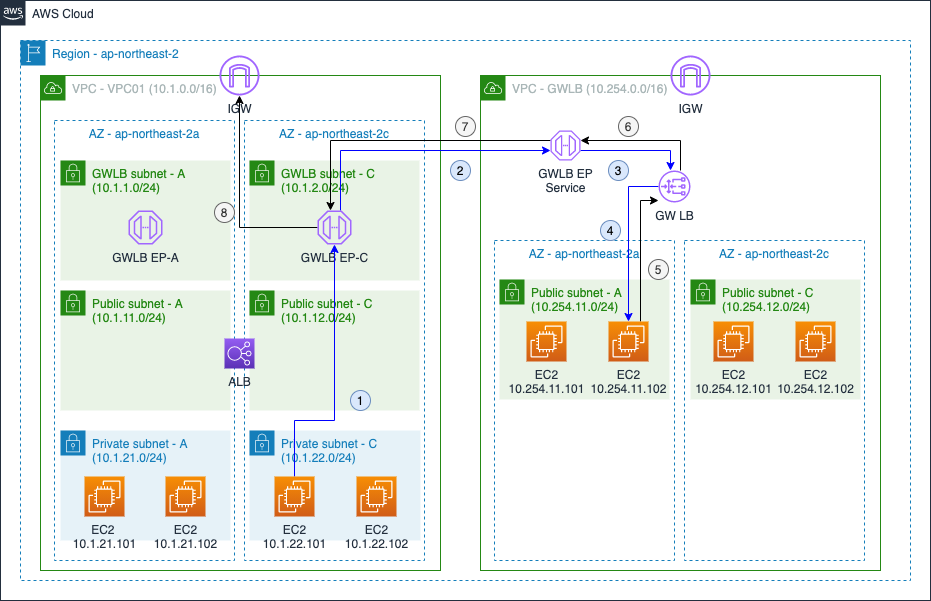 aws
AWS Cloud
Region - ap-northeast-2
VPC - VPC01 (10.1.0.0/16)
IGW
AZ - ap-northeast-2a
GWLB subnet - A
(10.1.1.0/24)
GWLB EP-A
Public subnet - A
(10.1.11.0/24)
Private subnet - A
(10.1.21.0/24)
EC2
10.1.21.101
EC2
10.1.21.102
ALB
AZ - ap-northeast-2c
GWLB subnet - C
(10.1.2.0/24)
GWLB EP-C
Public subnet - C
(10.1.12.0/24)
Private subnet - C
(10.1.22.0/24)
EC2
10.1.22.101
EC2
10.1.22.102
1
8
7
2
VPC - GWLB (10.254.0.0/16)
IGW
GWLB EP
Service
6
3
GW LB
4
5
AZ - ap-northeast-2a
Public subnet - A
(10.254.11.0/24)
EC2
10.254.11.101
EC2
10.254.11.102
AZ - ap-northeast-2c
Public subnet - C
(10.254.12.0/24)
EC2
10.254.12.101
EC2
10.254.12.102